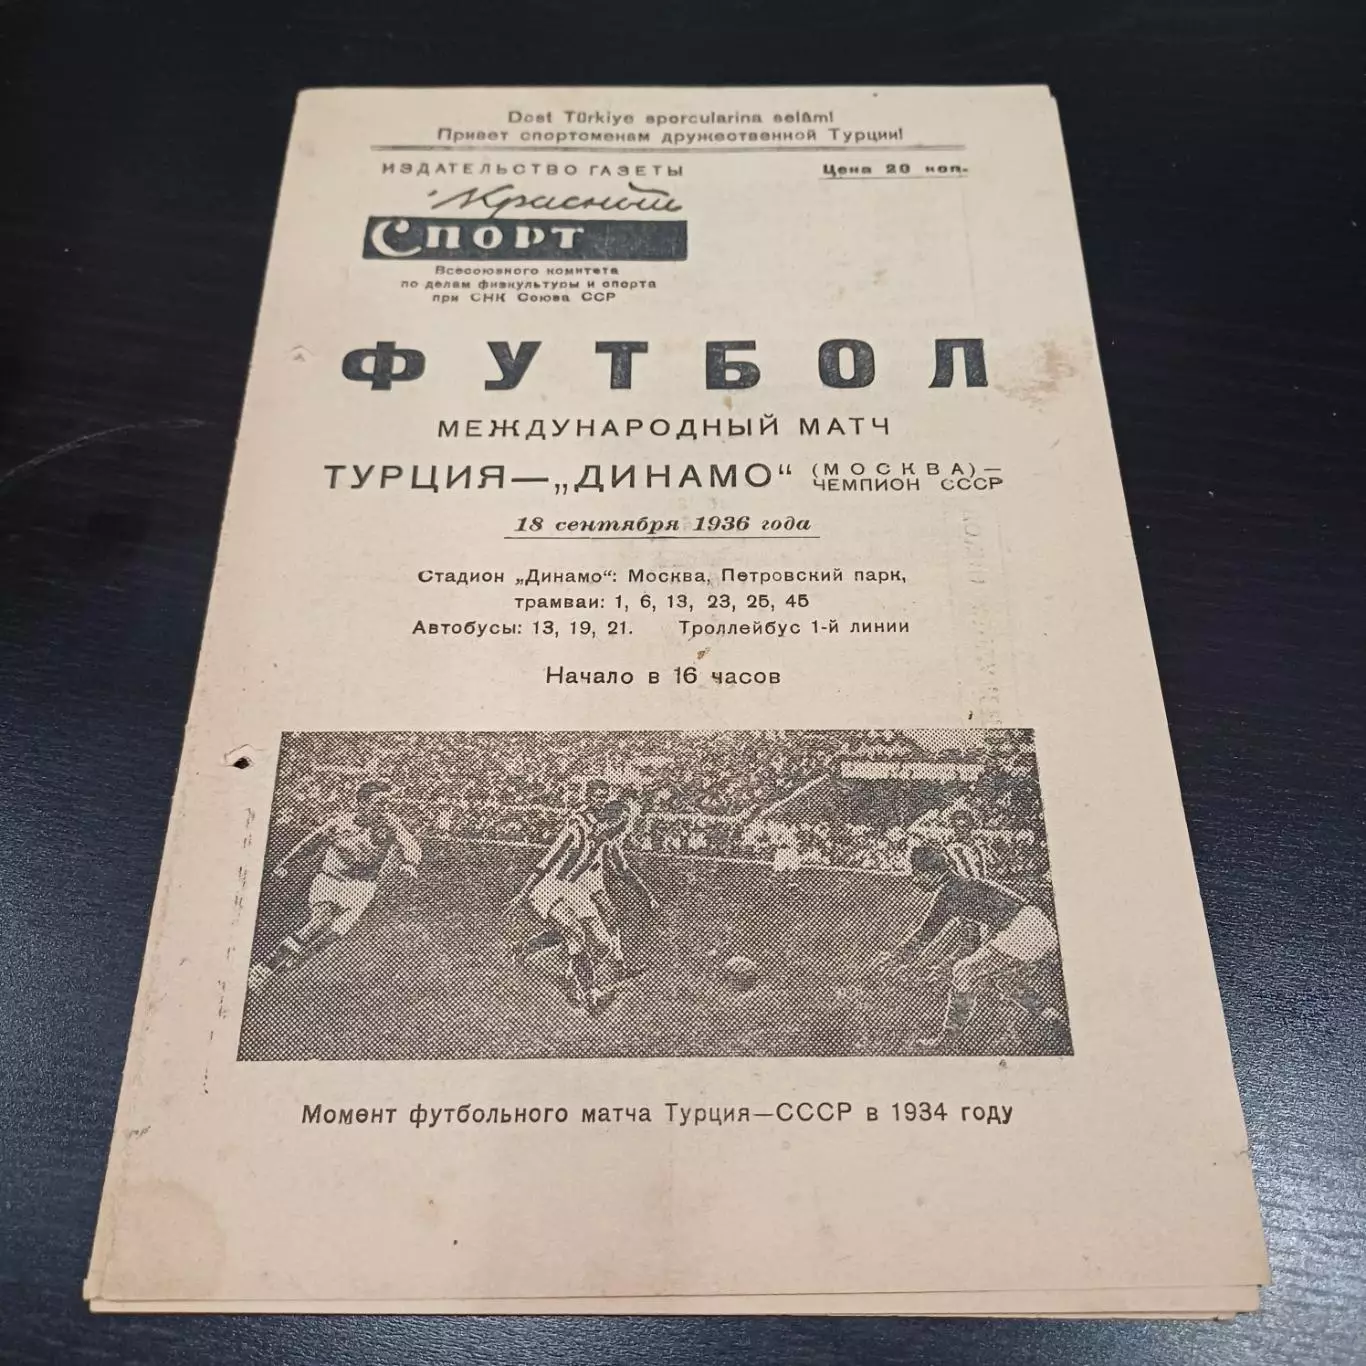 Dost Türkiye sporcularina selâm!
Привет спортсменам дружественной Турции!
ИЗДАТЕЛЬСТВО ГАЗЕТЫ
Цена 20 коп.
Красный
Спорт
Всесоюзного комитета
по делам физкультуры и спорта
при СНК Союза ССР
ФУТБОЛ
МЕЖДУНАРОДНЫЙ МАТЧ
ТУРЦИЯ—„ДИНАМО“ (МОСКВА)—
ЧЕМПИОН СССР
18 сентября 1936 года
Стадион „Динамо“: Москва, Петровский парк,
трамваи: 1, 6, 13, 23, 25, 45
Автобусы: 13, 19, 21. Троллейбус 1-й линии
Начало в 16 часов
Момент футбольного матча Турция—СССР в 1934 году